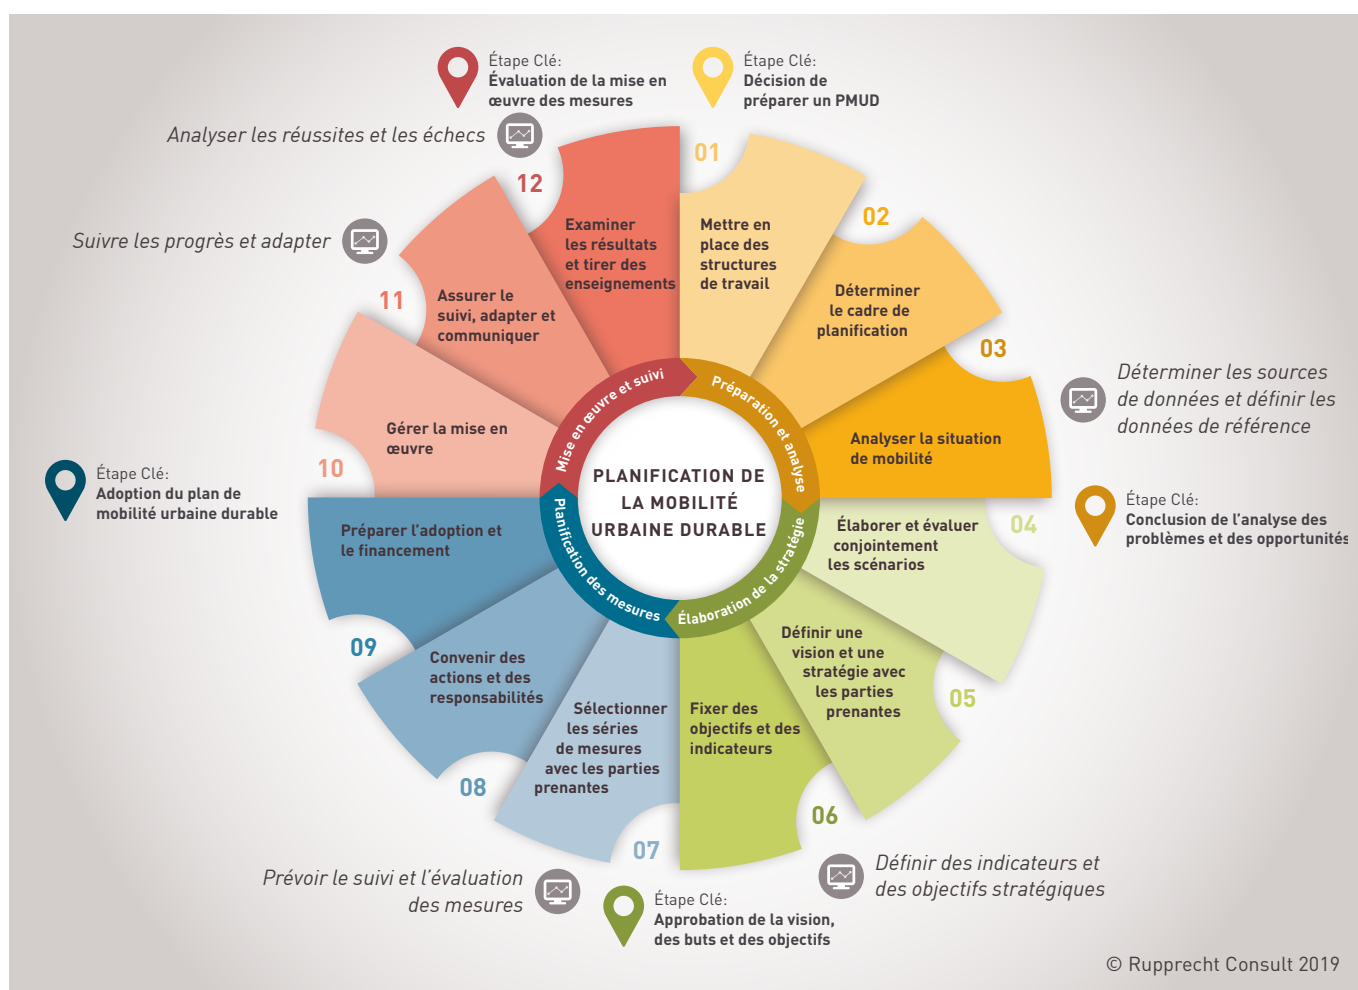 Étape Clé:
Évaluation de la mise en
œuvre des mesures
Étape Clé:
Décision de
préparer un PMUD
Analyser les réussites et les échecs
Suivre les progrès et adapter
01
Mettre en
place des
structures
de travail
02
Déterminer
le cadre de
planification
03
Analyser la situation
de mobilité
Déterminer les sources
de données et définir les
données de référence
Étape Clé:
Conclusion de l'analyse des
problèmes et des opportunités
04
Élaborer et évaluer
conjointement
les scénarios
05
Définir une
vision et une
stratégie avec
les parties
prenantes
06
Fixer des
objectifs et des
indicateurs
Définir des indicateurs et
des objectifs stratégiques
Étape Clé:
Approbation de la vision,
des buts et des objectifs
07
Sélectionner
les séries
de mesures
avec les parties
prenantes
Prévoir le suivi et l'évaluation
des mesures
08
Convenir des
actions et des
responsabilités
09
Préparer l'adoption et
le financement
Étape Clé:
Adoption du plan de
mobilité urbaine durable
10
Gérer la mise en
œuvre
11
Assurer le
suivi, adapter et
communiquer
12
Examiner
les résultats
et tirer des
enseignements
Préparation et analyse
Élaboration de la stratégie
Planification des mesures
Mise en œuvre et suivi
PLANIFICATION DE
LA MOBILITÉ
URBAINE DURABLE
© Rupprecht Consult 2019